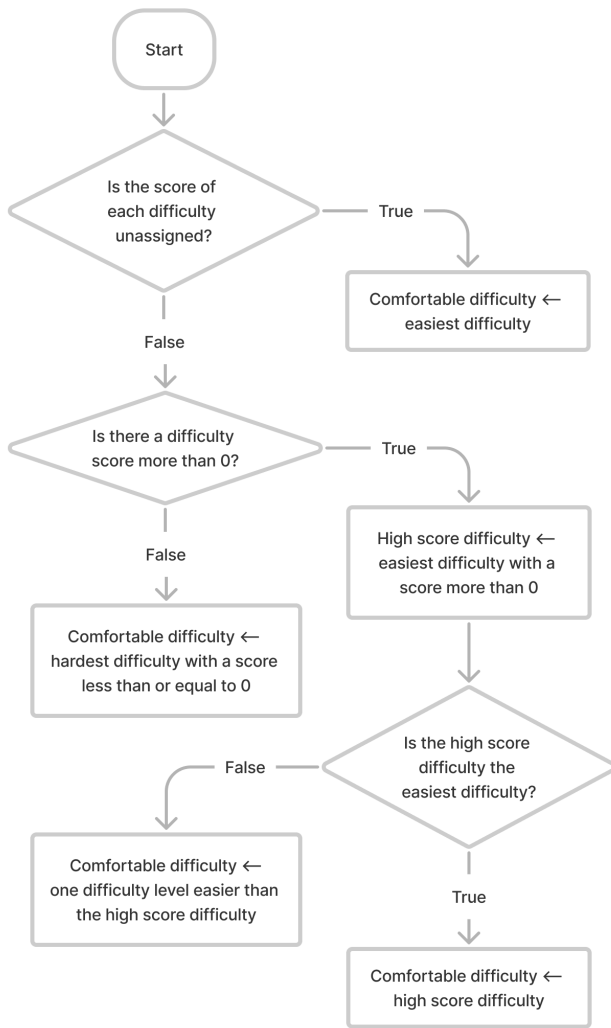 Start
Is the score of
each difficulty
unassigned?
True
Comfortable difficulty ←
easiest difficulty
False
Is there a difficulty
score more than 0?
True
High score difficulty ←
easiest difficulty with a
score more than 0
False
Comfortable difficulty ←
hardest difficulty with a score
less than or equal to 0
Is the high score
difficulty the
easiest difficulty?
False
Comfortable difficulty ←
one difficulty level easier than
the high score difficulty
True
Comfortable difficulty ←
high score difficulty